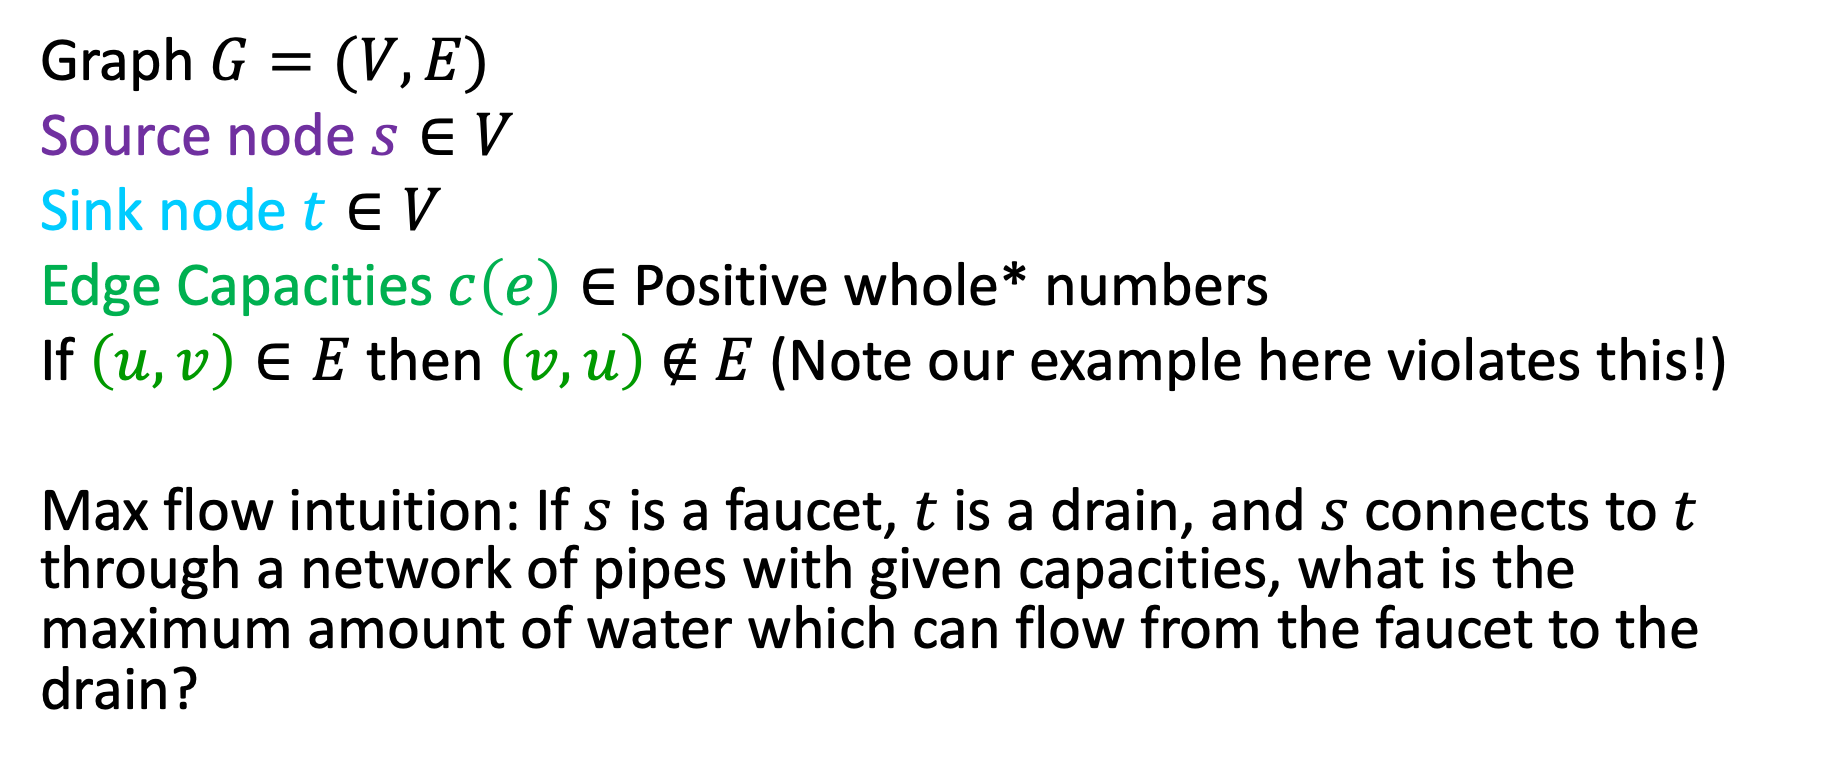 Graph G = (V, E)
Source node s ∈ V
Sink node t ∈ V
Edge Capacities c(e) ∈ Positive whole* numbers
If (u, v) ∈ E then (v, u) ∉ E (Note our example here violates this!)
Max flow intuition: If s is a faucet, t is a drain, and s connects to t
through a network of pipes with given capacities, what is the
maximum amount of water which can flow from the faucet to the
drain?